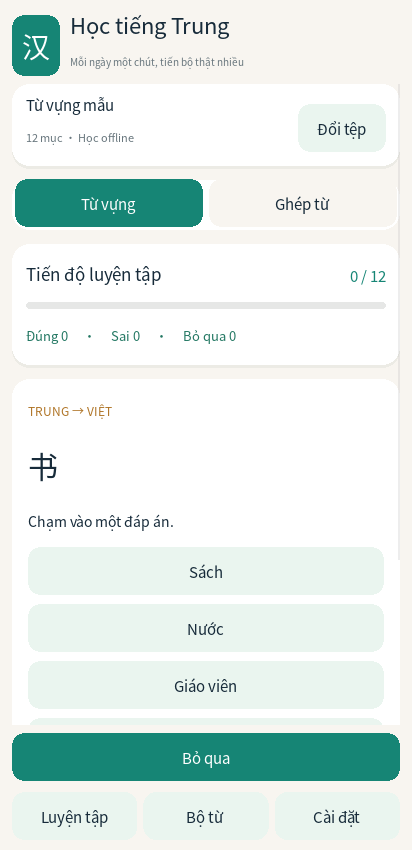 汉
Học tiếng Trung
Mỗi ngày một chút, tiến bộ thật nhiều
Từ vựng mẫu
12 mục • Học offline
Đổi tệp
Từ vựng
Ghép từ
Tiến độ luyện tập
0 / 12
Đúng 0 • Sai 0 • Bỏ qua 0
TRUNG → VIỆT
书
Chạm vào một đáp án.
Sách
Nước
Giáo viên
Bỏ qua
Luyện tập
Bộ từ
Cài đặt